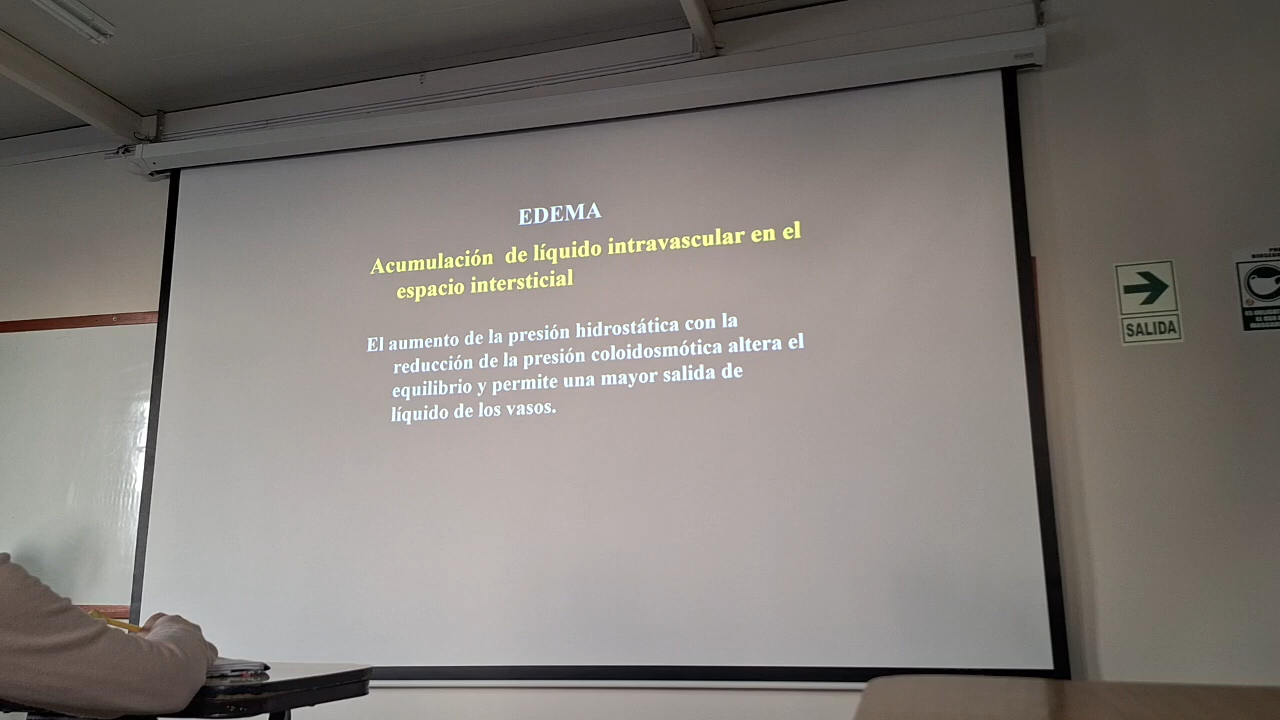 EDEMA
Acumulación de líquido intravascular en el
espacio intersticial
El aumento de la presión hidrostática con la
reducción de la presión coloidosmótica altera el
equilibrio y permite una mayor salida de
líquido de los vasos.
SALIDA